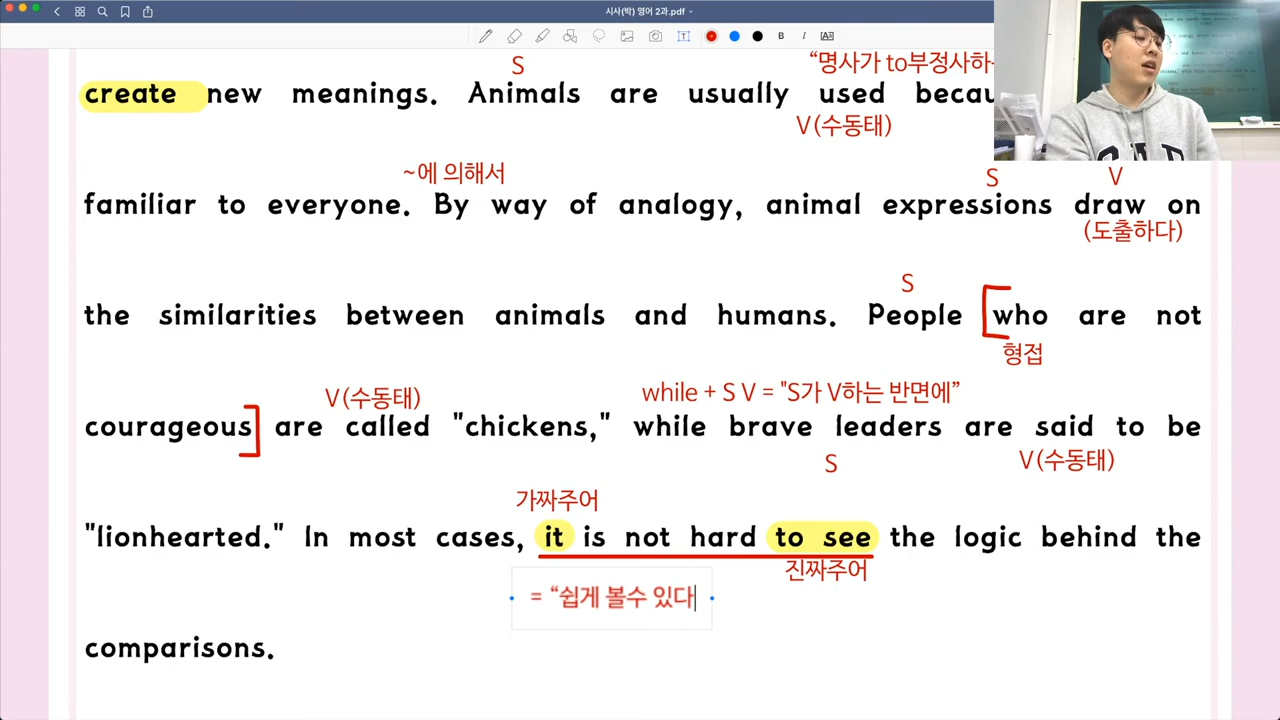 시사(박) 영어 2과.pdf
S
"명사가 to부정사하
create new meanings. Animals are usually used becau
V(수동태)
~에 의해서
S
V
familiar to everyone. By way of analogy, animal expressions draw on
(도출하다)
S
the similarities between animals and humans. People [who are not
형접
V(수동태)
while + S V = "S가 V하는 반면에"
courageous] are called "chickens," while brave leaders are said to be
S
V(수동태)
가짜주어
"lionhearted." In most cases, it is not hard to see the logic behind the
진짜주어
= "쉽게 볼수 있다
comparisons.